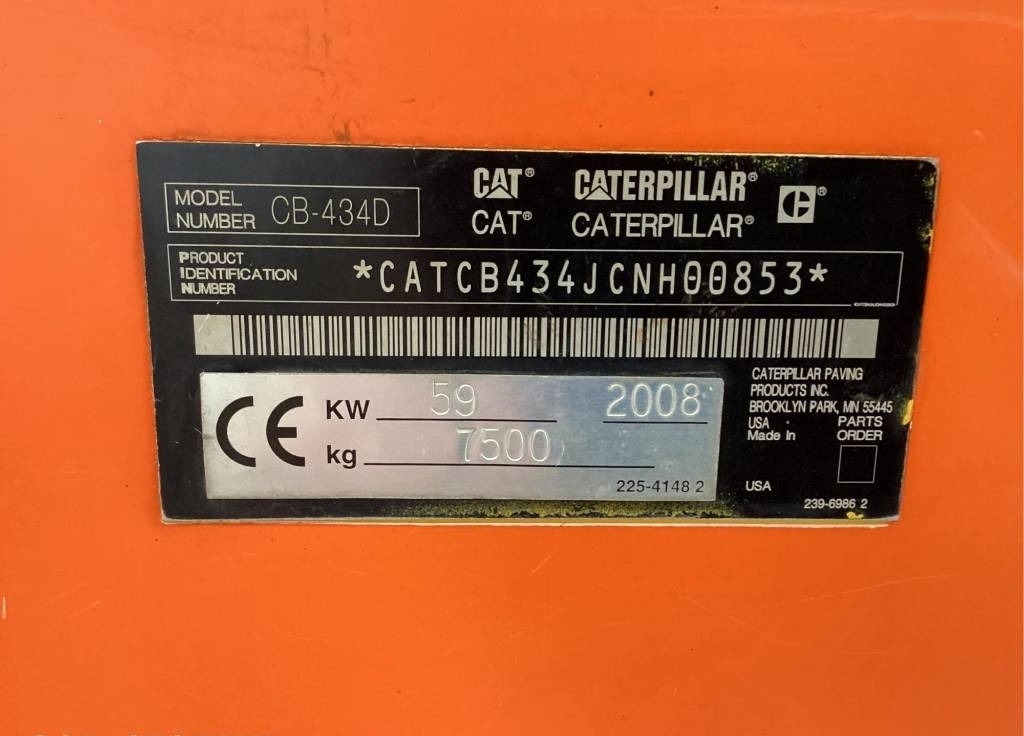 MODEL NUMBER CB-434D
CAT® CATERPILLAR® C®
CAT® CATERPILLAR®
PRODUCT
IDENTIFICATION
NUMBER
*CATCB434JCNH00853*
CE KW 59 2008
kg 7500
225-4148 2
CATERPILLAR PAVING
PRODUCTS INC.
BROOKLYN PARK, MN 55445
USA PARTS
Made In ORDER
USA
239-6986 2